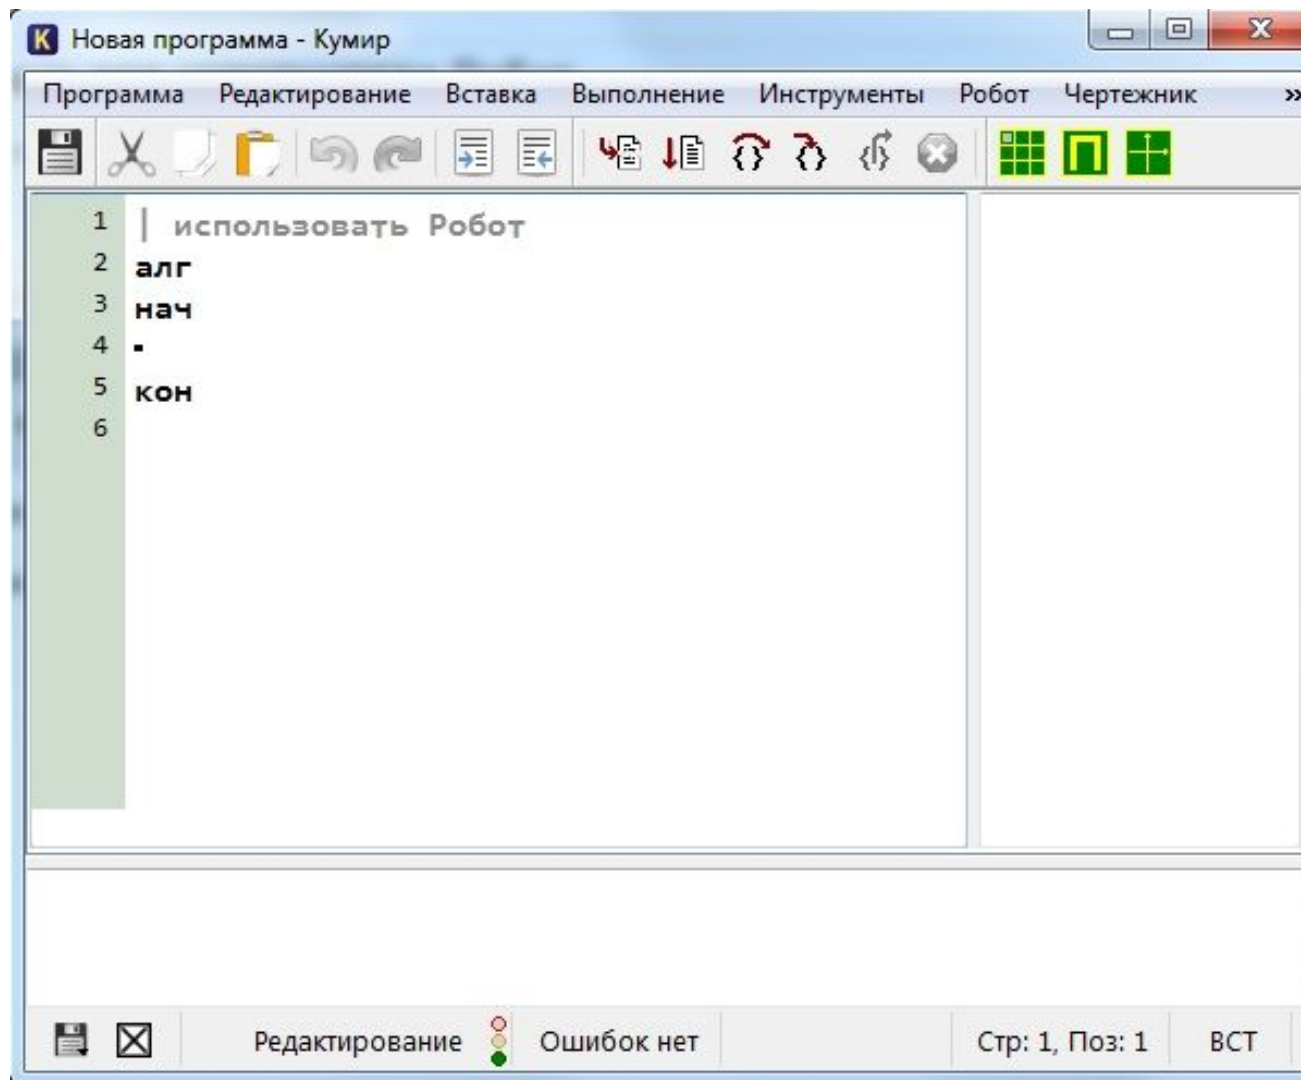 Новая программа - Кумир
Программа Редактирование Вставка Выполнение Инструменты Робот Чертежник »
1 | использовать Робот
2 алг
3 нач
4 .
5 кон
6
Редактирование Ошибок нет Стр: 1, Поз: 1 ВСТ